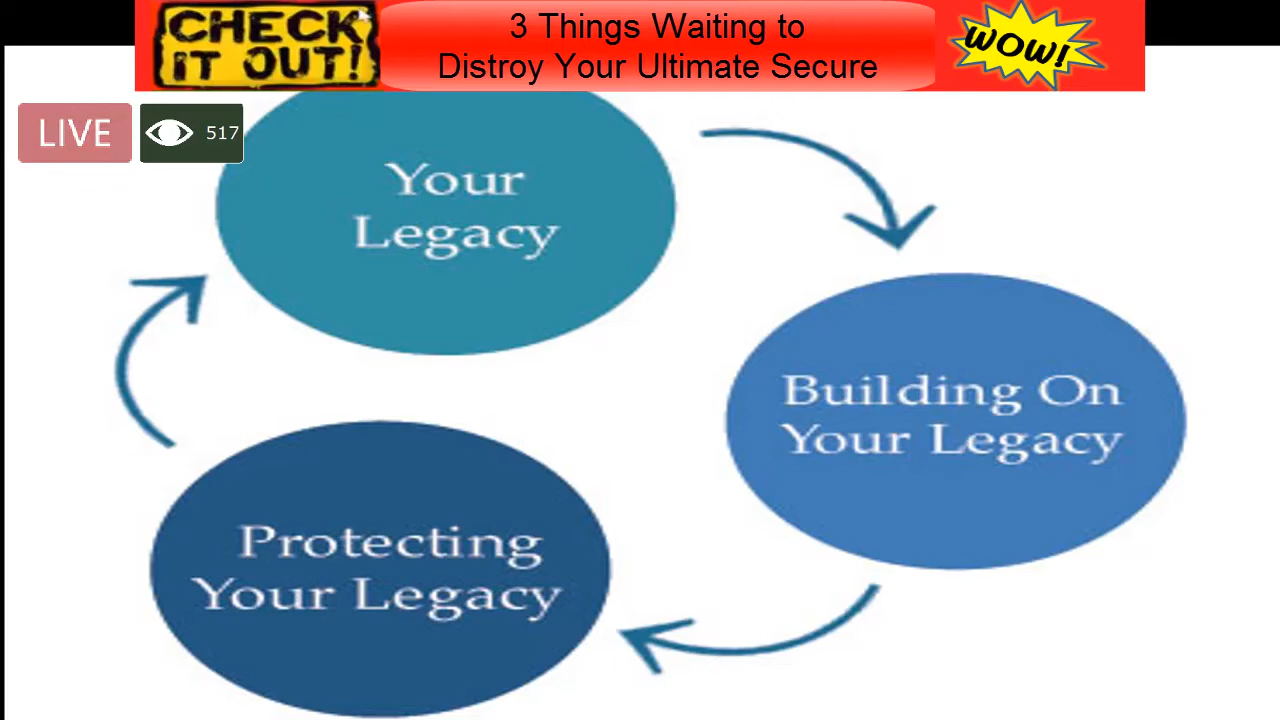 CHECK
IT OUT!
3 Things Waiting to
Distroy Your Ultimate Secure
WOW!
LIVE
517
Your
Legacy
Building On
Your Legacy
Protecting
Your Legacy